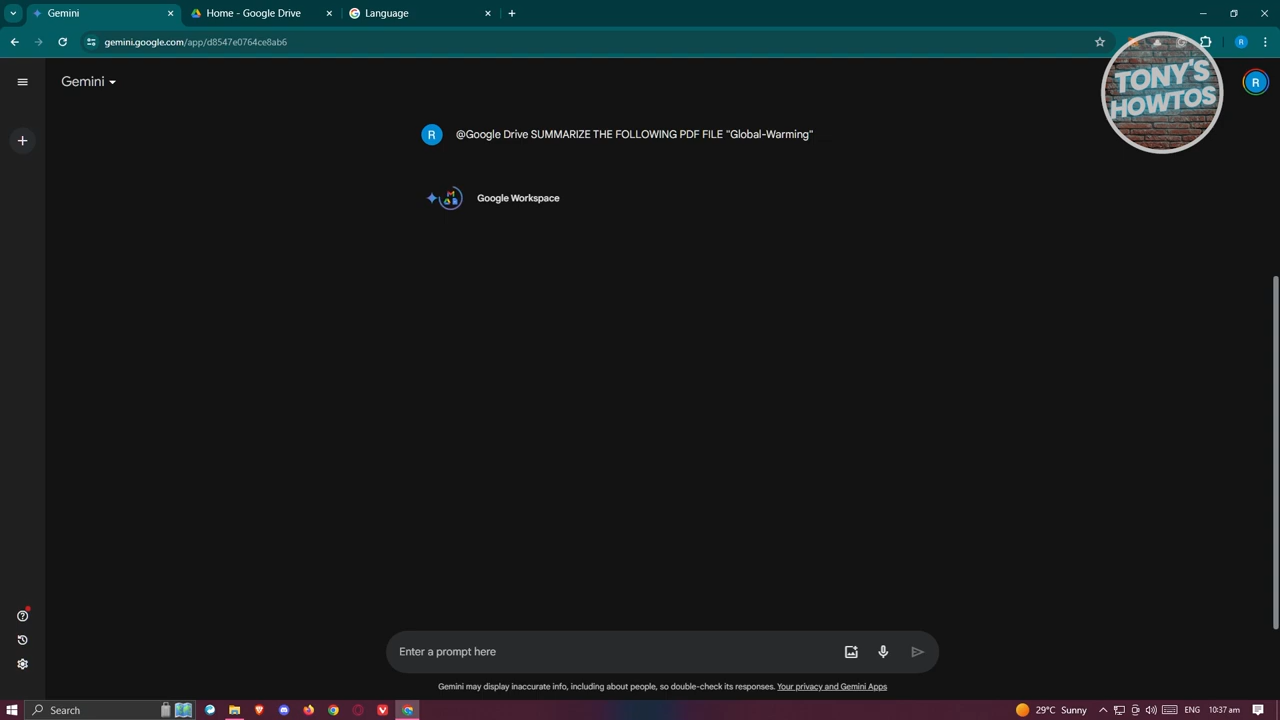 Gemini
Home - Google Drive
Language
gemini.google.com/app/d8547e0764ce8ab6
R
Gemini
TONY'S
HOWTOS
R
R
@Google Drive SUMMARIZE THE FOLLOWING PDF FILE "Global-Warming"
Google Workspace
Enter a prompt here
Gemini may display inaccurate info, including about people, so double-check its responses. Your privacy and Gemini Apps
Search
29°C Sunny
ENG
10:37 am